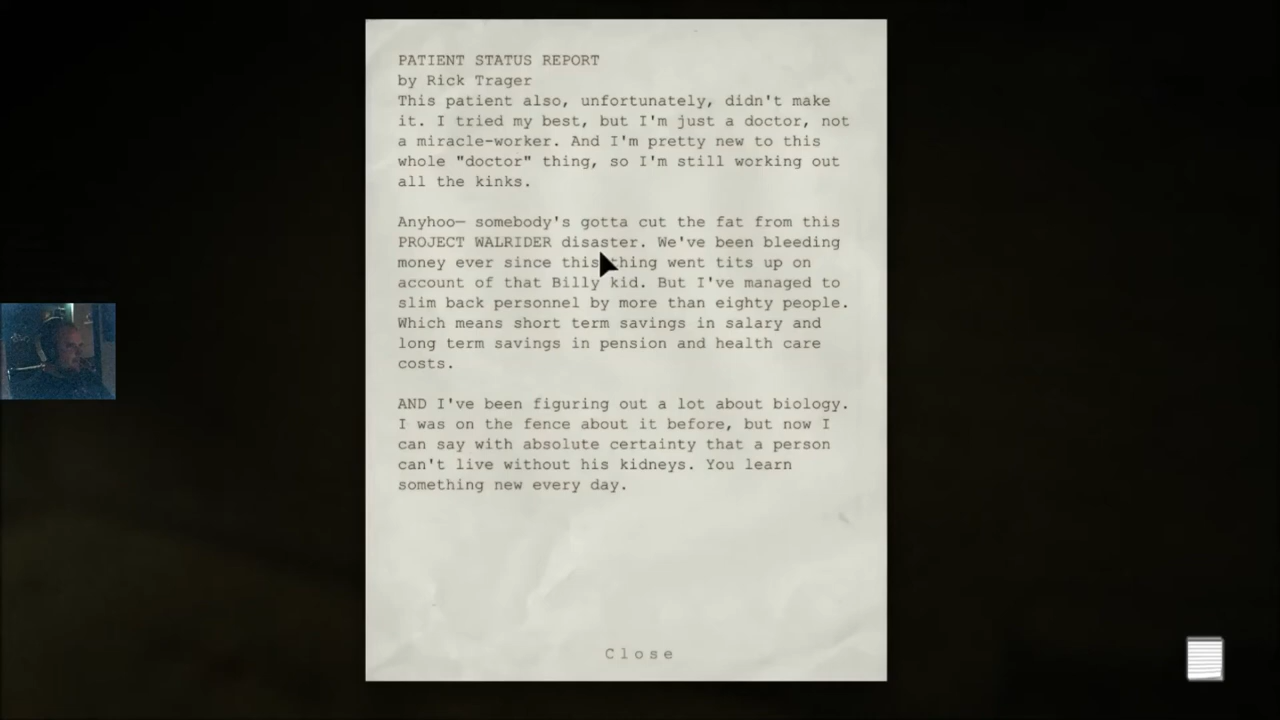 PATIENT STATUS REPORT
by Rick Trager
This patient also, unfortunately, didn't make
it. I tried my best, but I'm just a doctor, not
a miracle-worker. And I'm pretty new to this
whole "doctor" thing, so I'm still working out
all the kinks.
Anyhoo— somebody's gotta cut the fat from this
PROJECT WALRIDER disaster. We've been bleeding
money ever since this thing went tits up on
account of that Billy kid. But I've managed to
slim back personnel by more than eighty people.
Which means short term savings in salary and
long term savings in pension and health care
costs.
AND I've been figuring out a lot about biology.
I was on the fence about it before, but now I
can say with absolute certainty that a person
can't live without his kidneys. You learn
something new every day.
Close